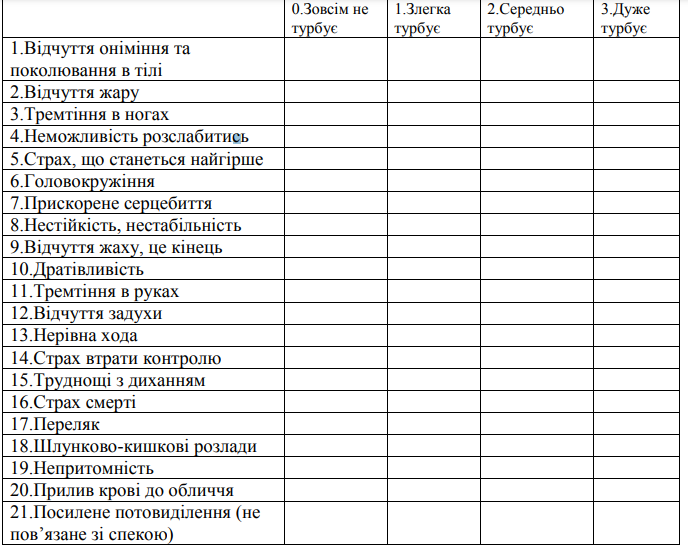 0.Зовсім не турбує
1.Злегка турбує
2.Середньо турбує
3.Дуже турбує
1.Відчуття оніміння та
поколювання в тілі
2.Відчуття жару
3.Тремтіння в ногах
4.Неможливість розслабитись
5.Страх, що станеться найгірше
6.Головокружіння
7.Прискорене серцебиття
8.Нестійкість, нестабільність
9.Відчуття жаху, це кінець
10.Дратівливість
11.Тремтіння в руках
12.Відчуття задухи
13.Нерівна хода
14.Страх втрати контролю
15.Труднощі з диханням
16.Страх смерті
17.Переляк
18.Шлунково-кишкові розлади
19.Непритомність
20.Прилив крові до обличчя
21.Посилене потовиділення (не
пов’язане зі спекою)